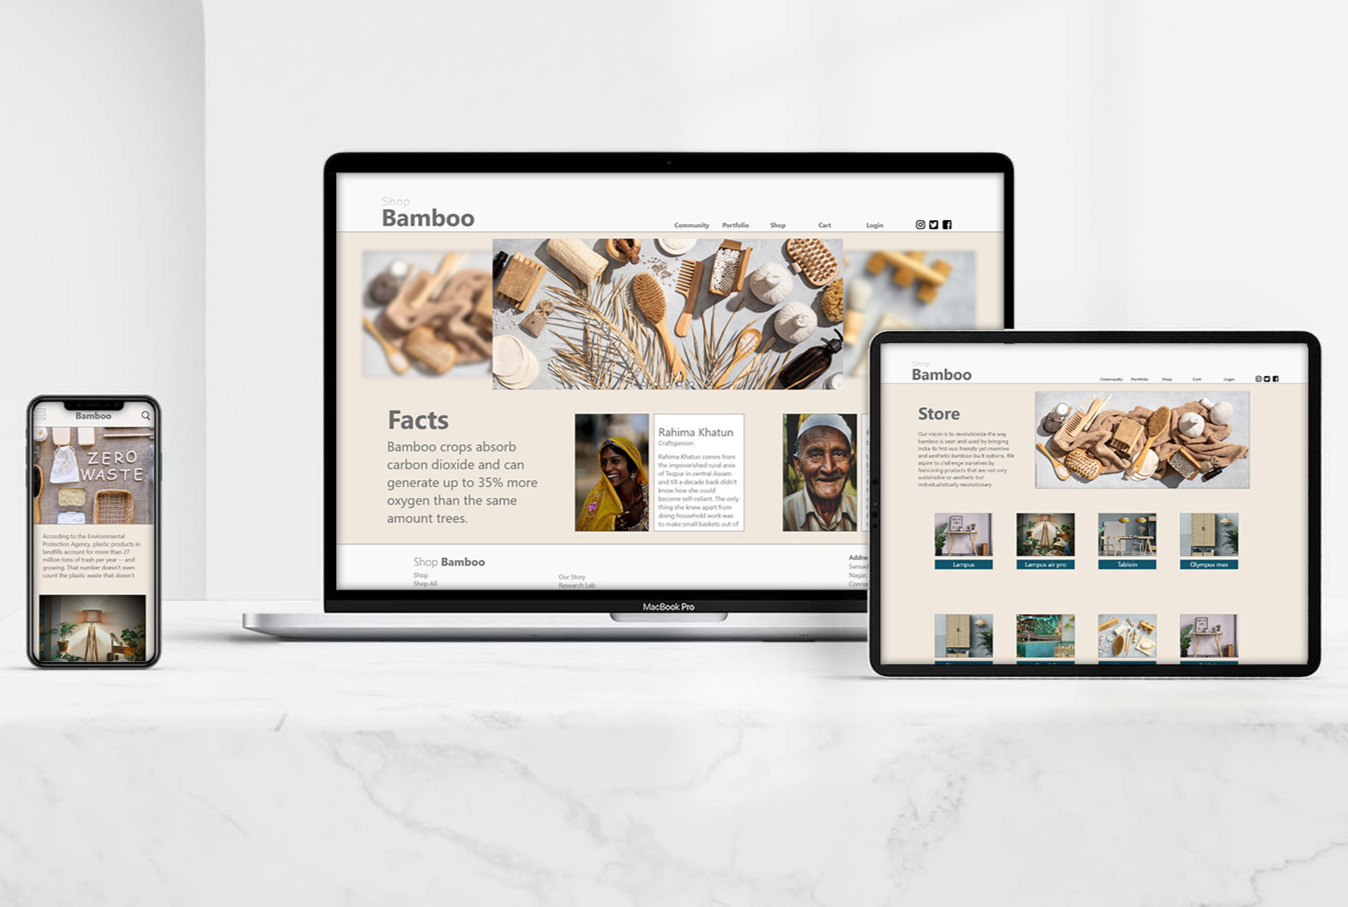 Bamboo
ZERO
WASTE
According to the Environmental
Protection Agency, plastic products in
landfills account for more than 27
million tons of trash per year — and
growing. That number doesn't even
count the plastic waste that doesn't
Shop
Bamboo
Community Portfolio Shop Cart Login
Facts
Bamboo crops absorb
carbon dioxide and can
generate up to 35% more
oxygen than the same
amount trees.
Rahima Khatun
Craftsperson
Rahima Khatun comes from
the impoverished rural area
of Tezpur in central Assam
and till a decade back didn't
know how she could
become self-reliant. The only
thing she knew apart from
doing household work was
to make small baskets out of
Shop Bamboo
Shop
Shop All
Our Story
Research Lab
Addre
Sansad
Nagar,
Conna
MacBook Pro
Shop
Bamboo
Community Portfolio Shop Cart Login
Store
Our vision is to revolutionize the way
bamboo is seen and used by bringing
India its first eco-friendly yet inventive
and aesthetic bamboo-built options. We
aspire to challenge ourselves by
fashioning products that are not only
sustainable or aesthetic but
individualistically revolutionary.
Lampus
Lampus air pro
Tabloin
Olympus max